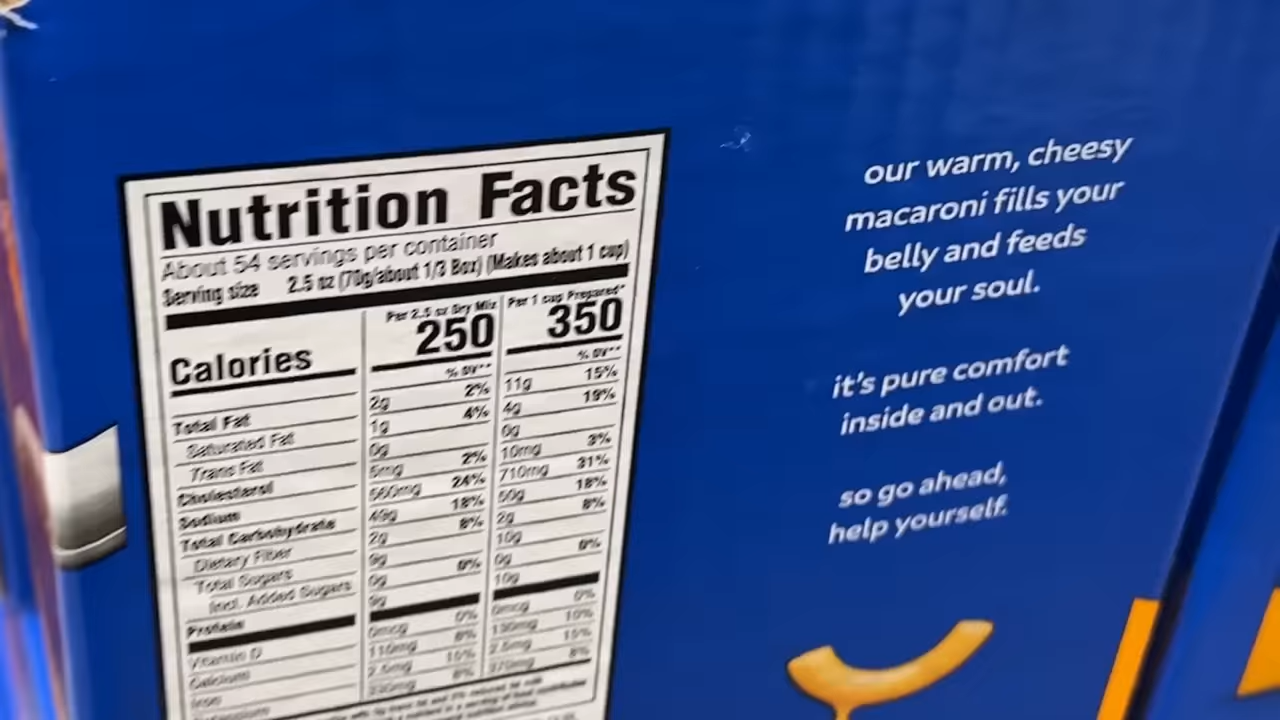 Nutrition Facts
About 54 servings per container
Serving size 2.5 oz (70g/about 1/3 Box) (Makes about 1 cup)
Per 2.5 oz Dry Mix Per 1 cup Prepared*
Calories 250 350
% DV** % DV**
Total Fat 2g 2% 11g 15%
Saturated Fat 1g 4% 4g 19%
Trans Fat 0g 0g
Cholesterol 5mg 2% 10mg 3%
Sodium 560mg 24% 710mg 31%
Total Carbohydrate 49g 18% 50g 18%
Dietary Fiber 2g 8% 2g 8%
Total Sugars 9g 10g
Incl. Added Sugars 0g 0% 0g 0%
Protein 9g 10g
Vitamin D 0mcg 0% 0mcg 0%
Calcium 110mg 8% 130mg 10%
Iron 2.5mg 15% 2.5mg 15%
8% 370mg 8%
our warm, cheesy
macaroni fills your
belly and feeds
your soul.
it's pure comfort
inside and out.
so go ahead,
help yourself.